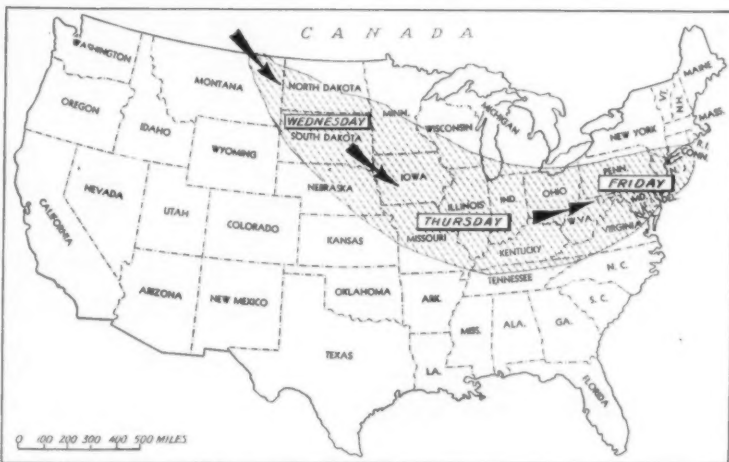 CANADA
WASHINGTON
MONTANA
NORTH DAKOTA
MINN.
WISCONSIN
MICHIGAN
MAINE
VT.
N.H.
MASS.
R.I.
CONN.
NEW YORK
OREGON
IDAHO
WYOMING
WEDNESDAY
SOUTH DAKOTA
IOWA
NEBRASKA
ILLINOIS
IND.
OHIO
PENN.
N.J.
FRIDAY
MD.
DEL.
NEVADA
UTAH
COLORADO
KANSAS
MISSOURI
THURSDAY
W.VA.
VIRGINIA
KENTUCKY
CALIFORNIA
TENNESSEE
N.C.
ARIZONA
NEW MEXICO
OKLAHOMA
ARK.
S.C.
MISS.
ALA.
GA.
TEXAS
LA.
FLORIDA
0 100 200 300 400 500 MILES